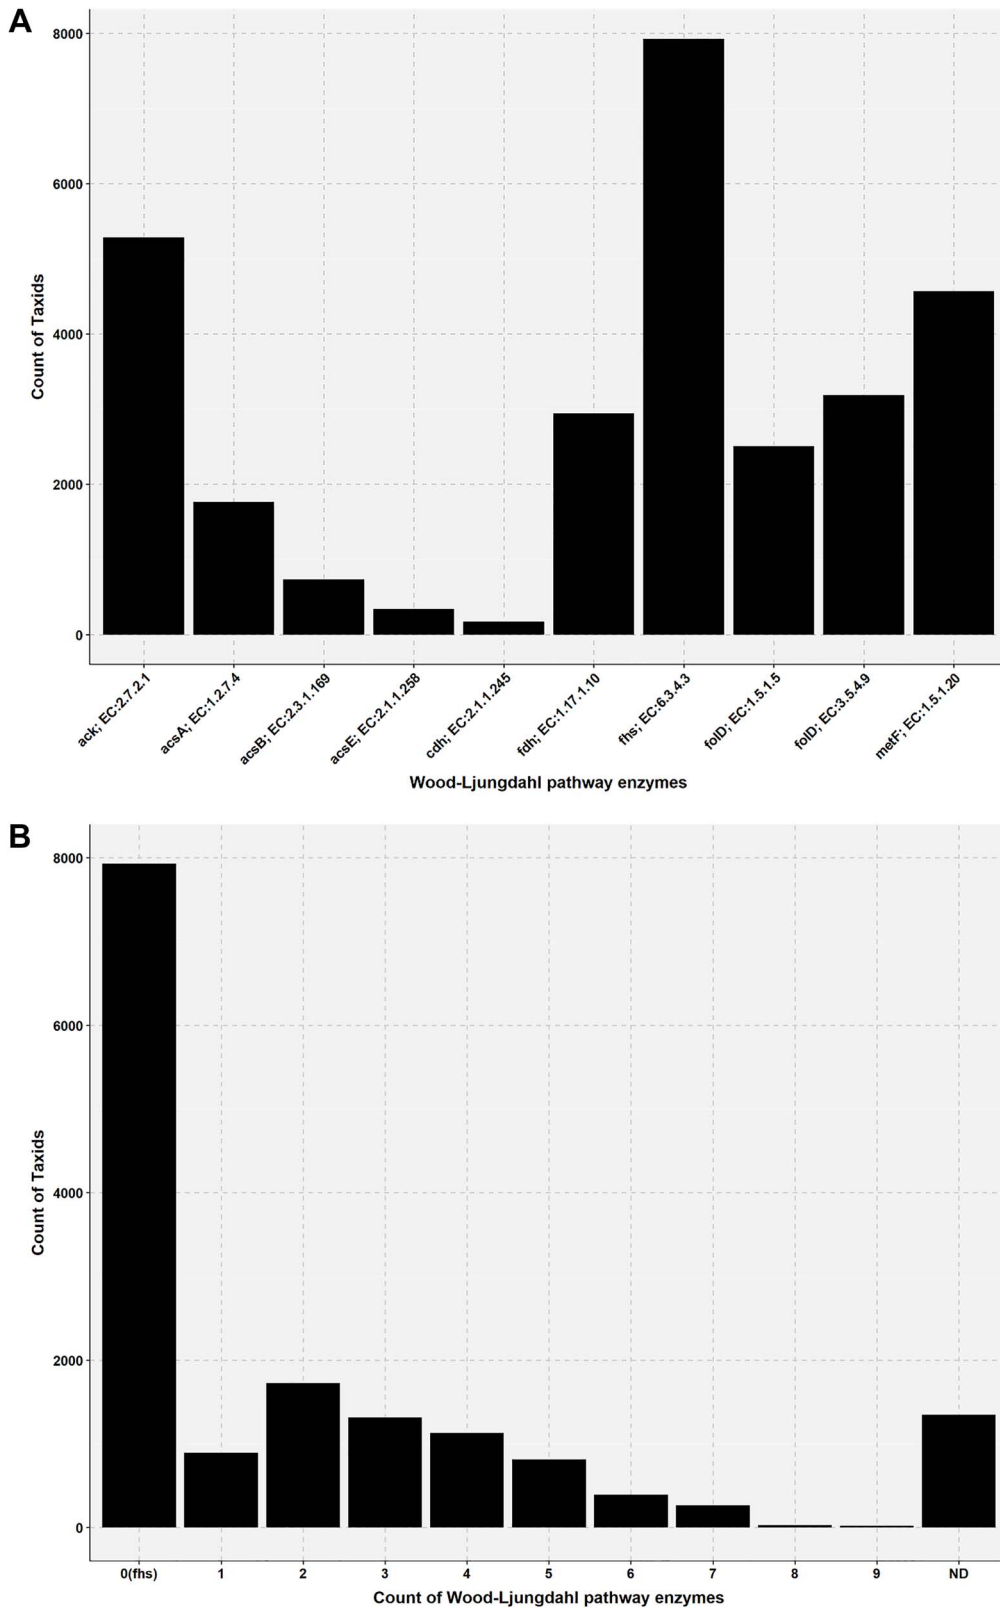 A
8000
6000
4000
2000
0
Count of Taxids
ack; EC:2.7.2.1
acsA; EC:1.2.7.4
acsB; EC:2.3.1.169
acsE; EC:2.1.1.258
cdh; EC:2.1.1.245
fdh; EC:1.17.1.10
fhs; EC:6.3.4.3
folD; EC:1.5.1.5
folD; EC:3.5.4.9
metF; EC:1.5.1.20
Wood-Ljungdahl pathway enzymes
B
8000
6000
4000
2000
0
Count of Taxids
0(fhs) 1 2 3 4 5 6 7 8 9 ND
Count of Wood-Ljungdahl pathway enzymes